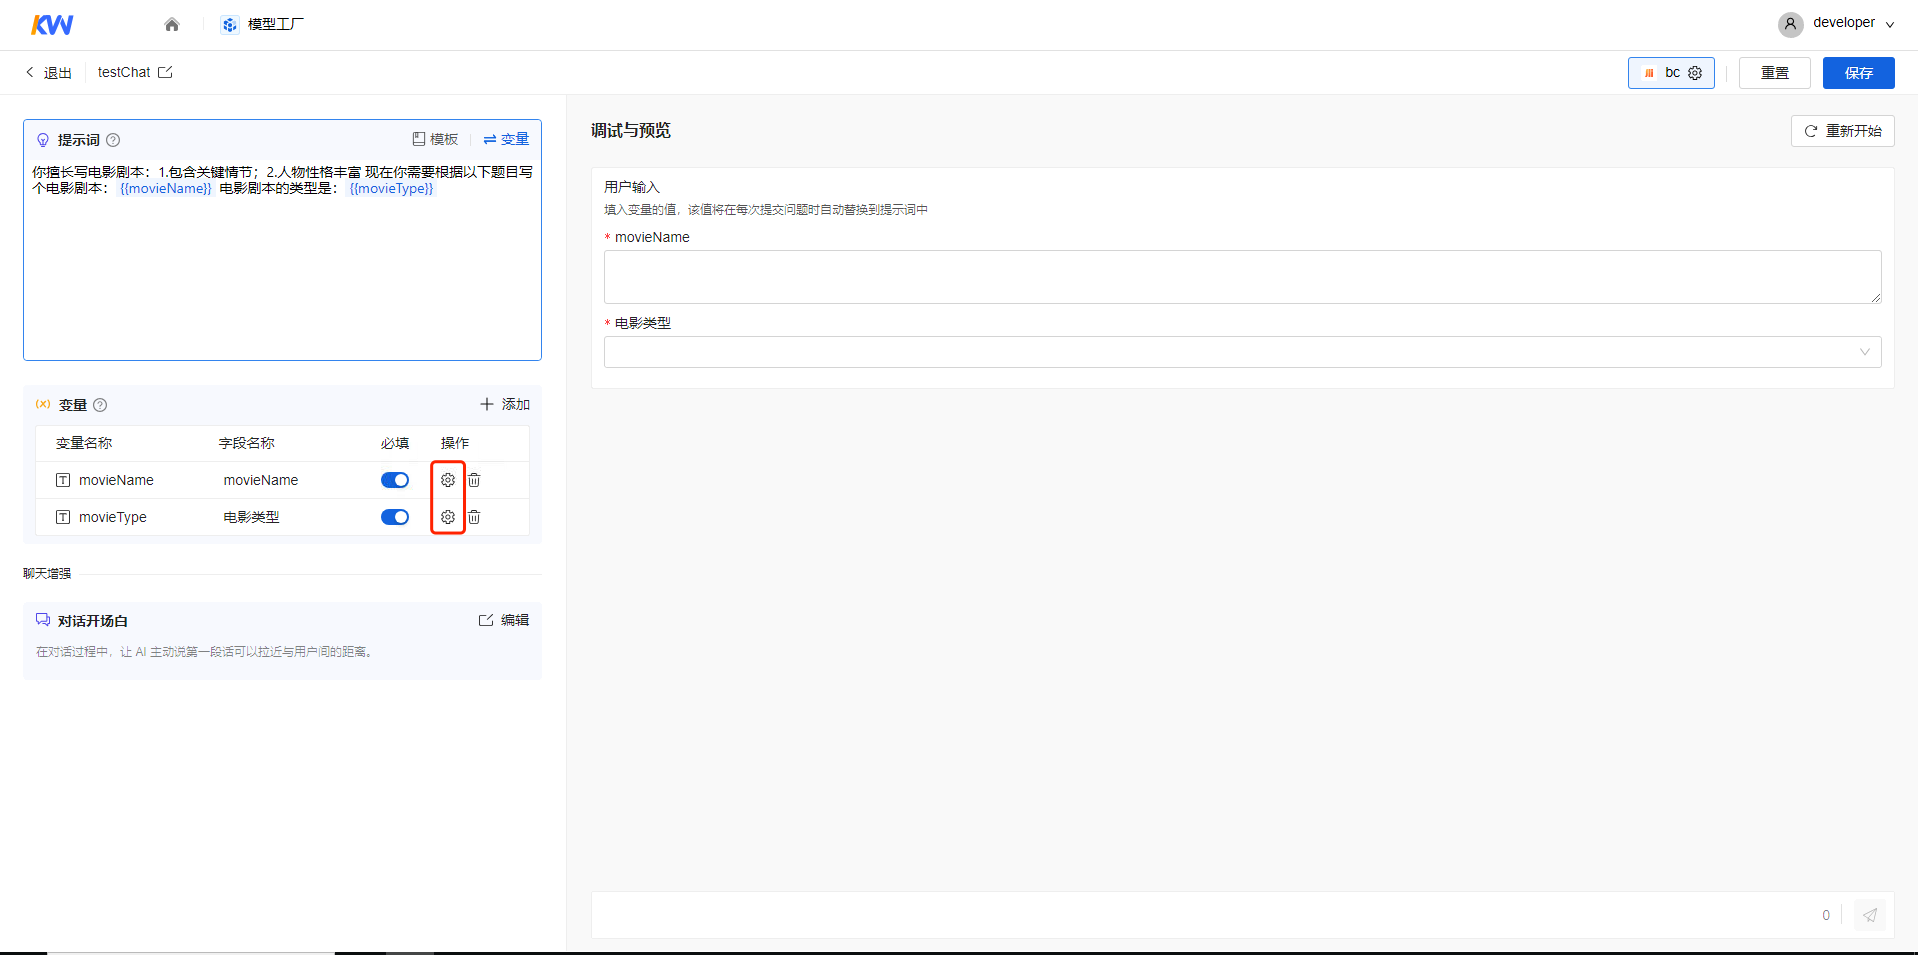 KW
模型工厂
developer
退出
testChat
bc
重置
保存
提示词
模板
变量
你擅长写电影剧本：1.包含关键情节；2.人物性格丰富 现在你需要根据以下题目写
个电影剧本： {{movieName}} 电影剧本的类型是： {{movieType}}
变量
添加
变量名称 字段名称 必填 操作
movieName movieName
movieType 电影类型
聊天增强
对话开场白
编辑
在对话过程中，让 AI 主动说第一段话可以拉近与用户间的距离。
调试与预览
重新开始
用户输入
填入变量的值，该值将在每次提交问题时自动替换到提示词中
* movieName
* 电影类型
0